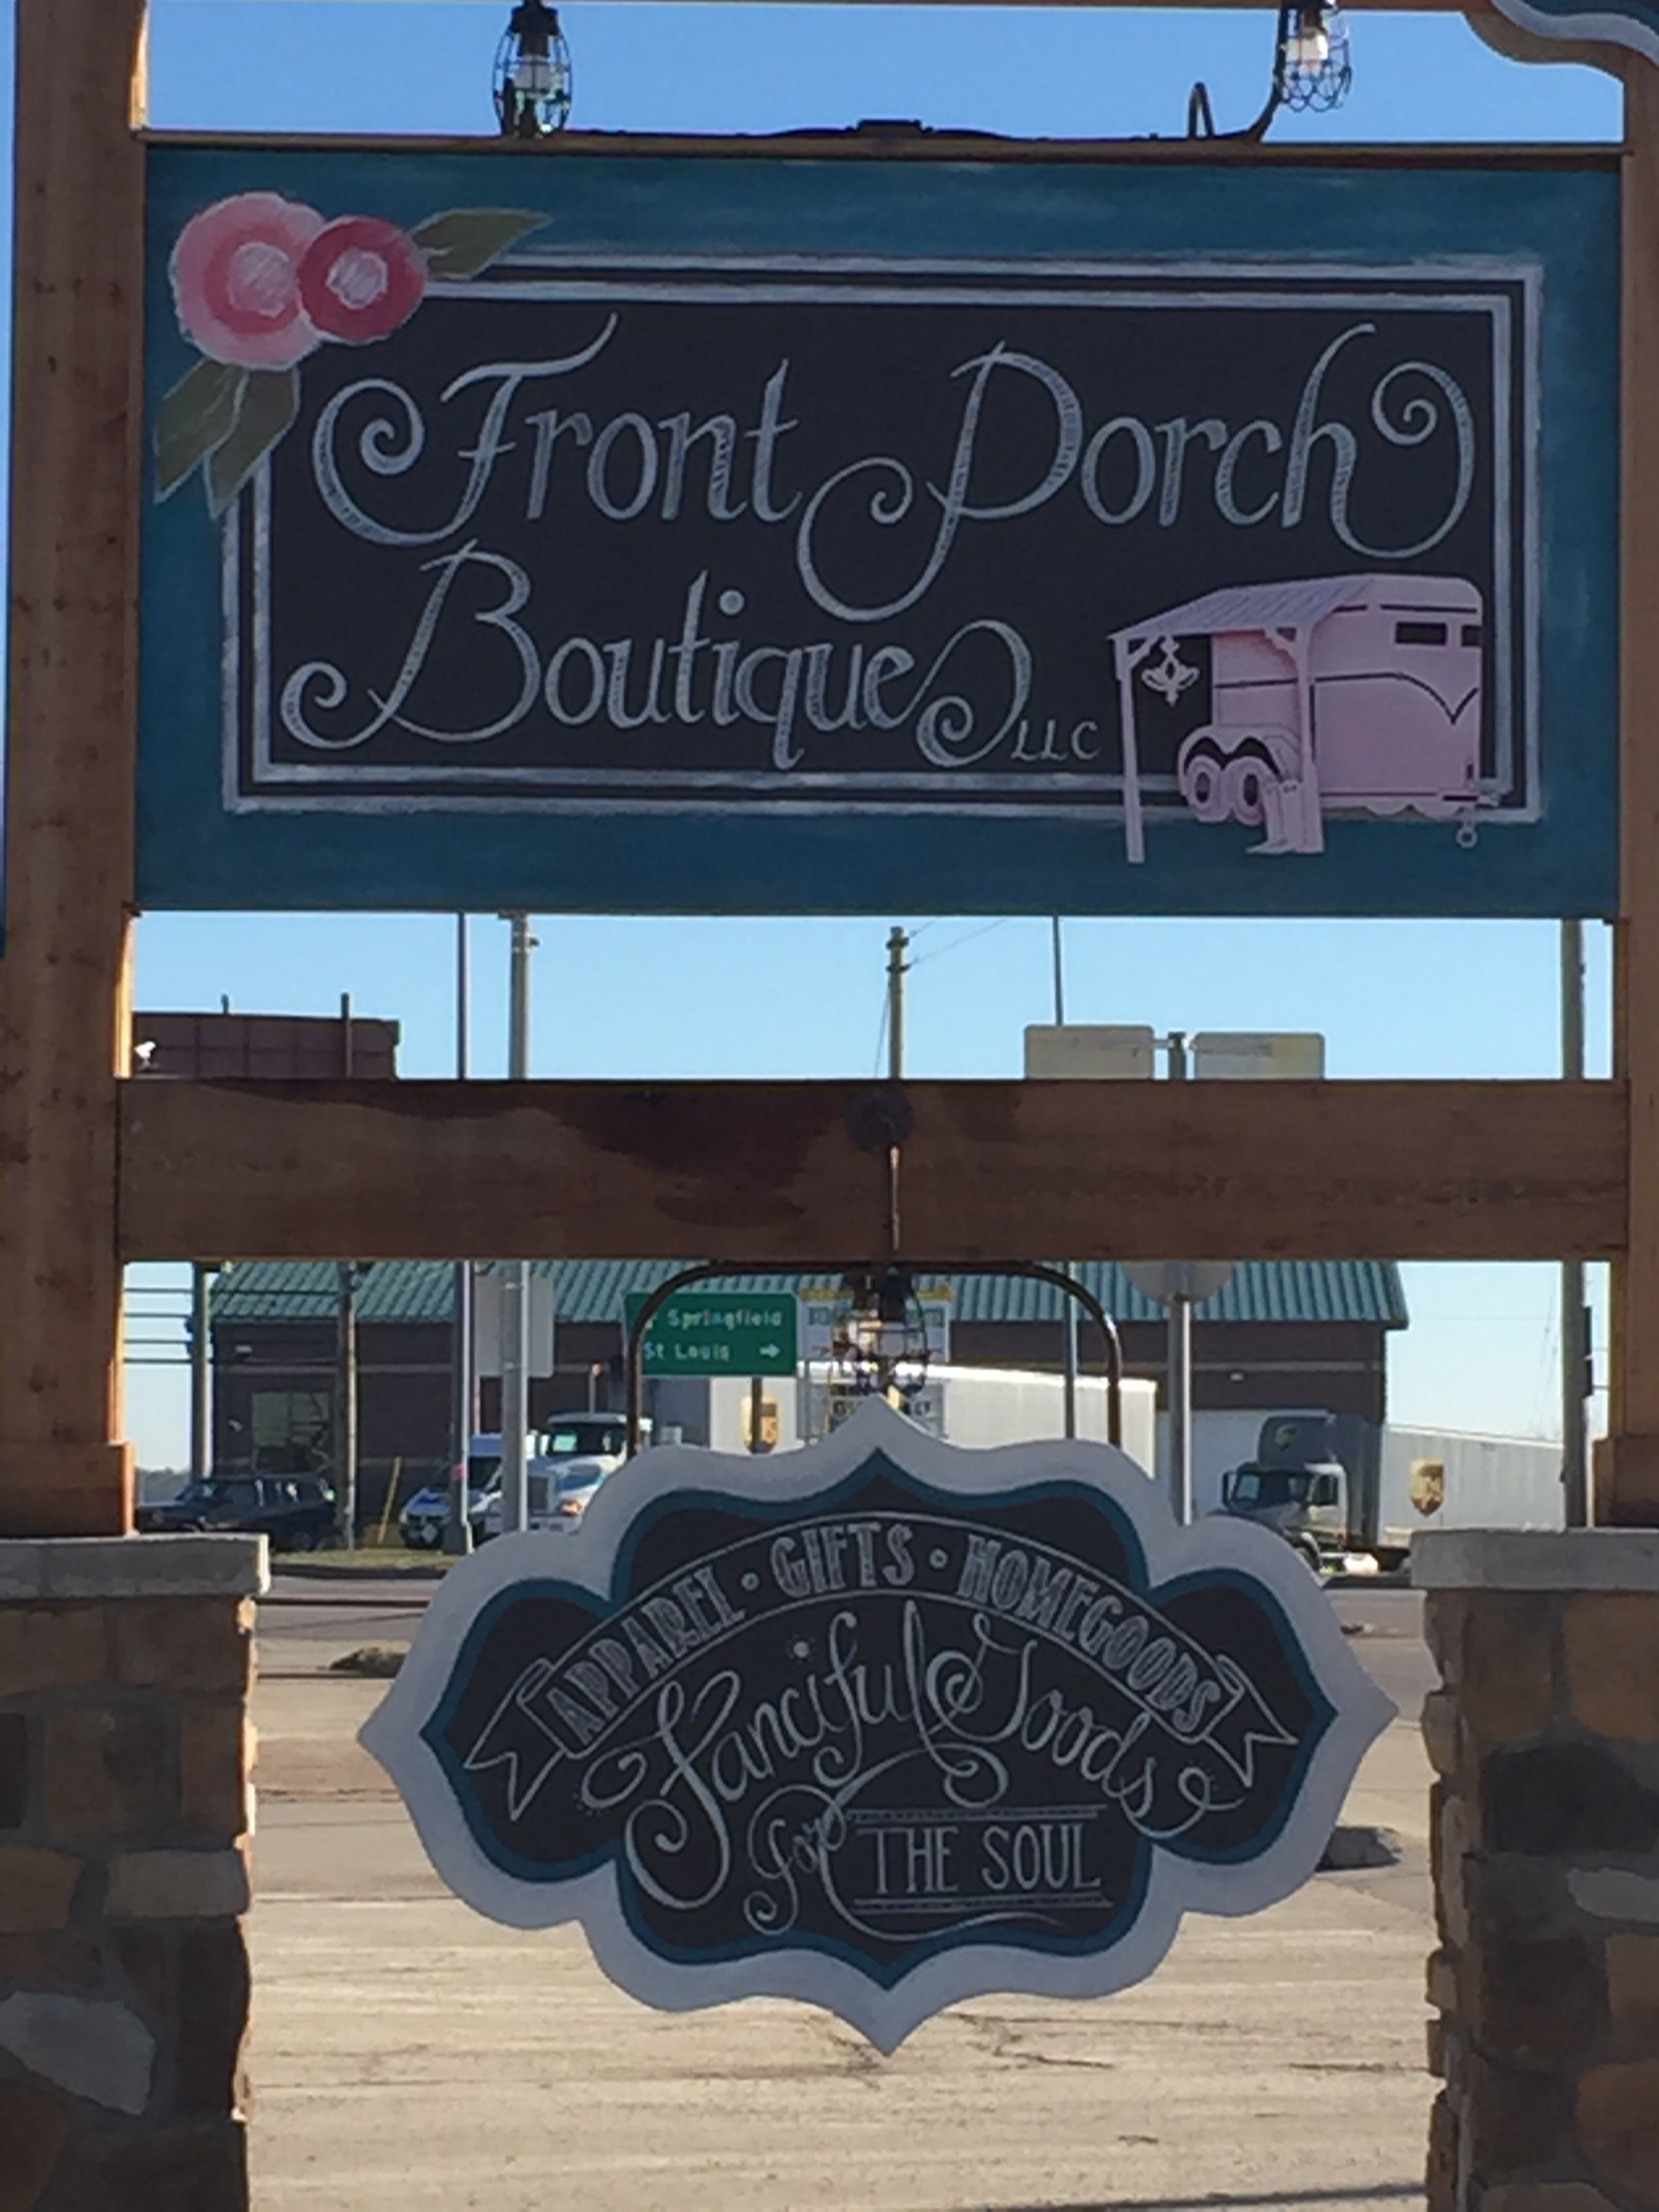 Front Porch
Boutique LLC
Springfield
St Louis →
APPAREL • GIFTS • HOMEGOODS
Fanciful Goods
for THE SOUL